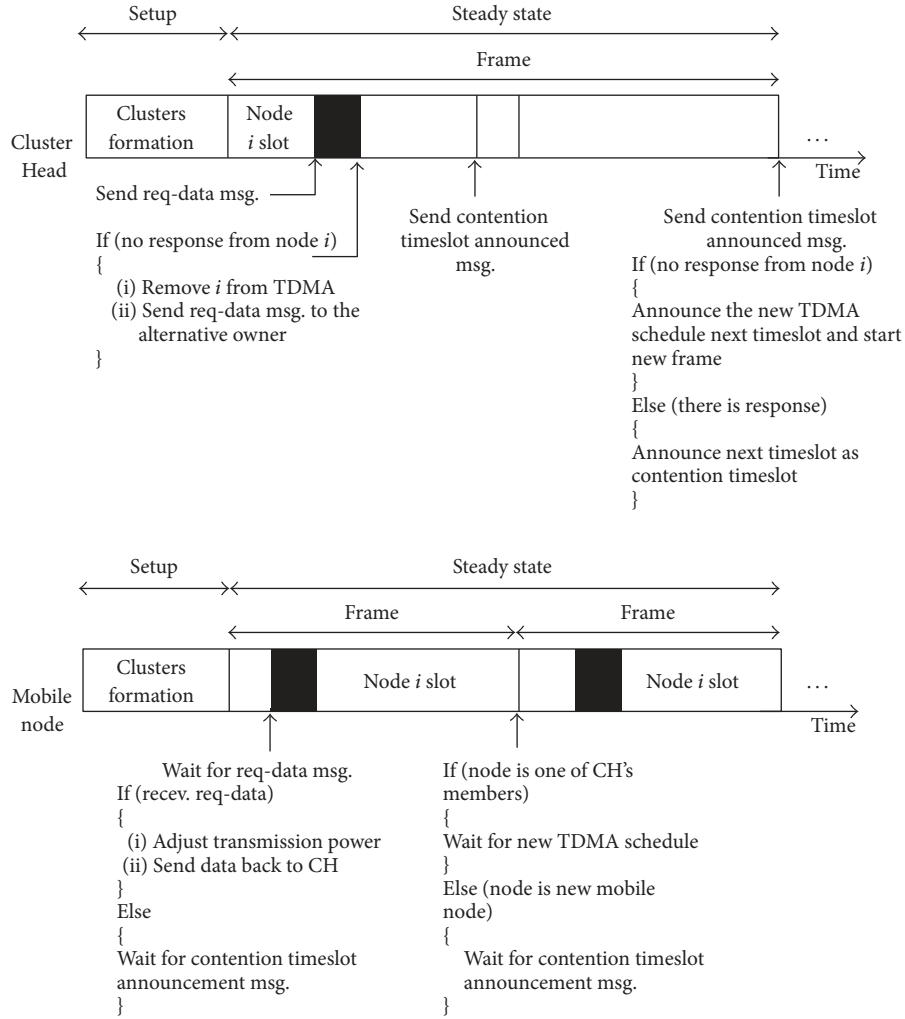 Setup
Steady state
Frame
Clusters
formation
Node
i slot
Cluster
Head
...
Time
Send req-data msg.
If (no response from node i)
{
(i) Remove i from TDMA
(ii) Send req-data msg. to the
alternative owner
}
Send contention
timeslot announced
msg.
Send contention timeslot
announced msg.
If (no response from node i)
{
Announce the new TDMA
schedule next timeslot and start
new frame
}
Else (there is response)
{
Announce next timeslot as
contention timeslot
}
Setup
Steady state
Frame
Frame
Clusters
formation
Node i slot
Node i slot
Mobile
node
...
Time
Wait for req-data msg.
If (recev. req-data)
{
(i) Adjust transmission power
(ii) Send data back to CH
}
Else
{
Wait for contention timeslot
announcement msg.
}
If (node is one of CH's
members)
{
Wait for new TDMA schedule
}
Else (node is new mobile
node)
{
Wait for contention timeslot
announcement msg.
}